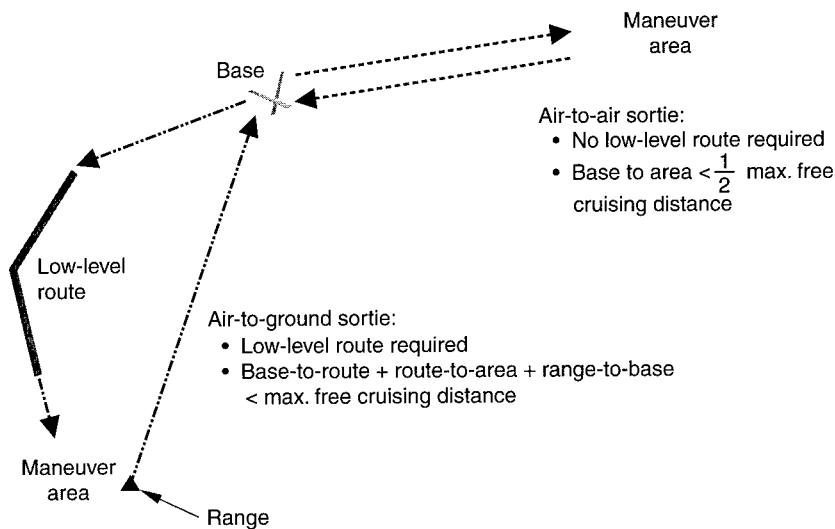 Maneuver
area
Base
Air-to-air sortie:
• No low-level route required
• Base to area < 1/2 max. free
cruising distance
Low-level
route
Air-to-ground sortie:
• Low-level route required
• Base-to-route + route-to-area + range-to-base
< max. free cruising distance
Maneuver
area
Range